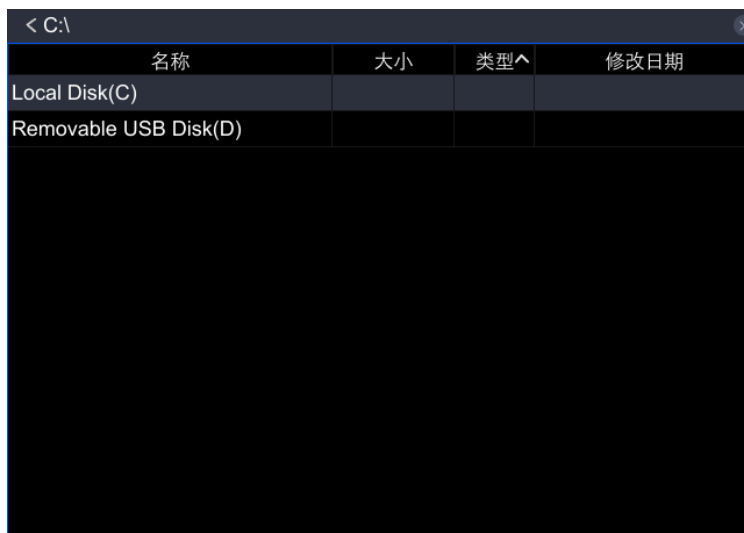 < C:\
名称 大小 类型^ 修改日期
Local Disk(C)
Removable USB Disk(D)